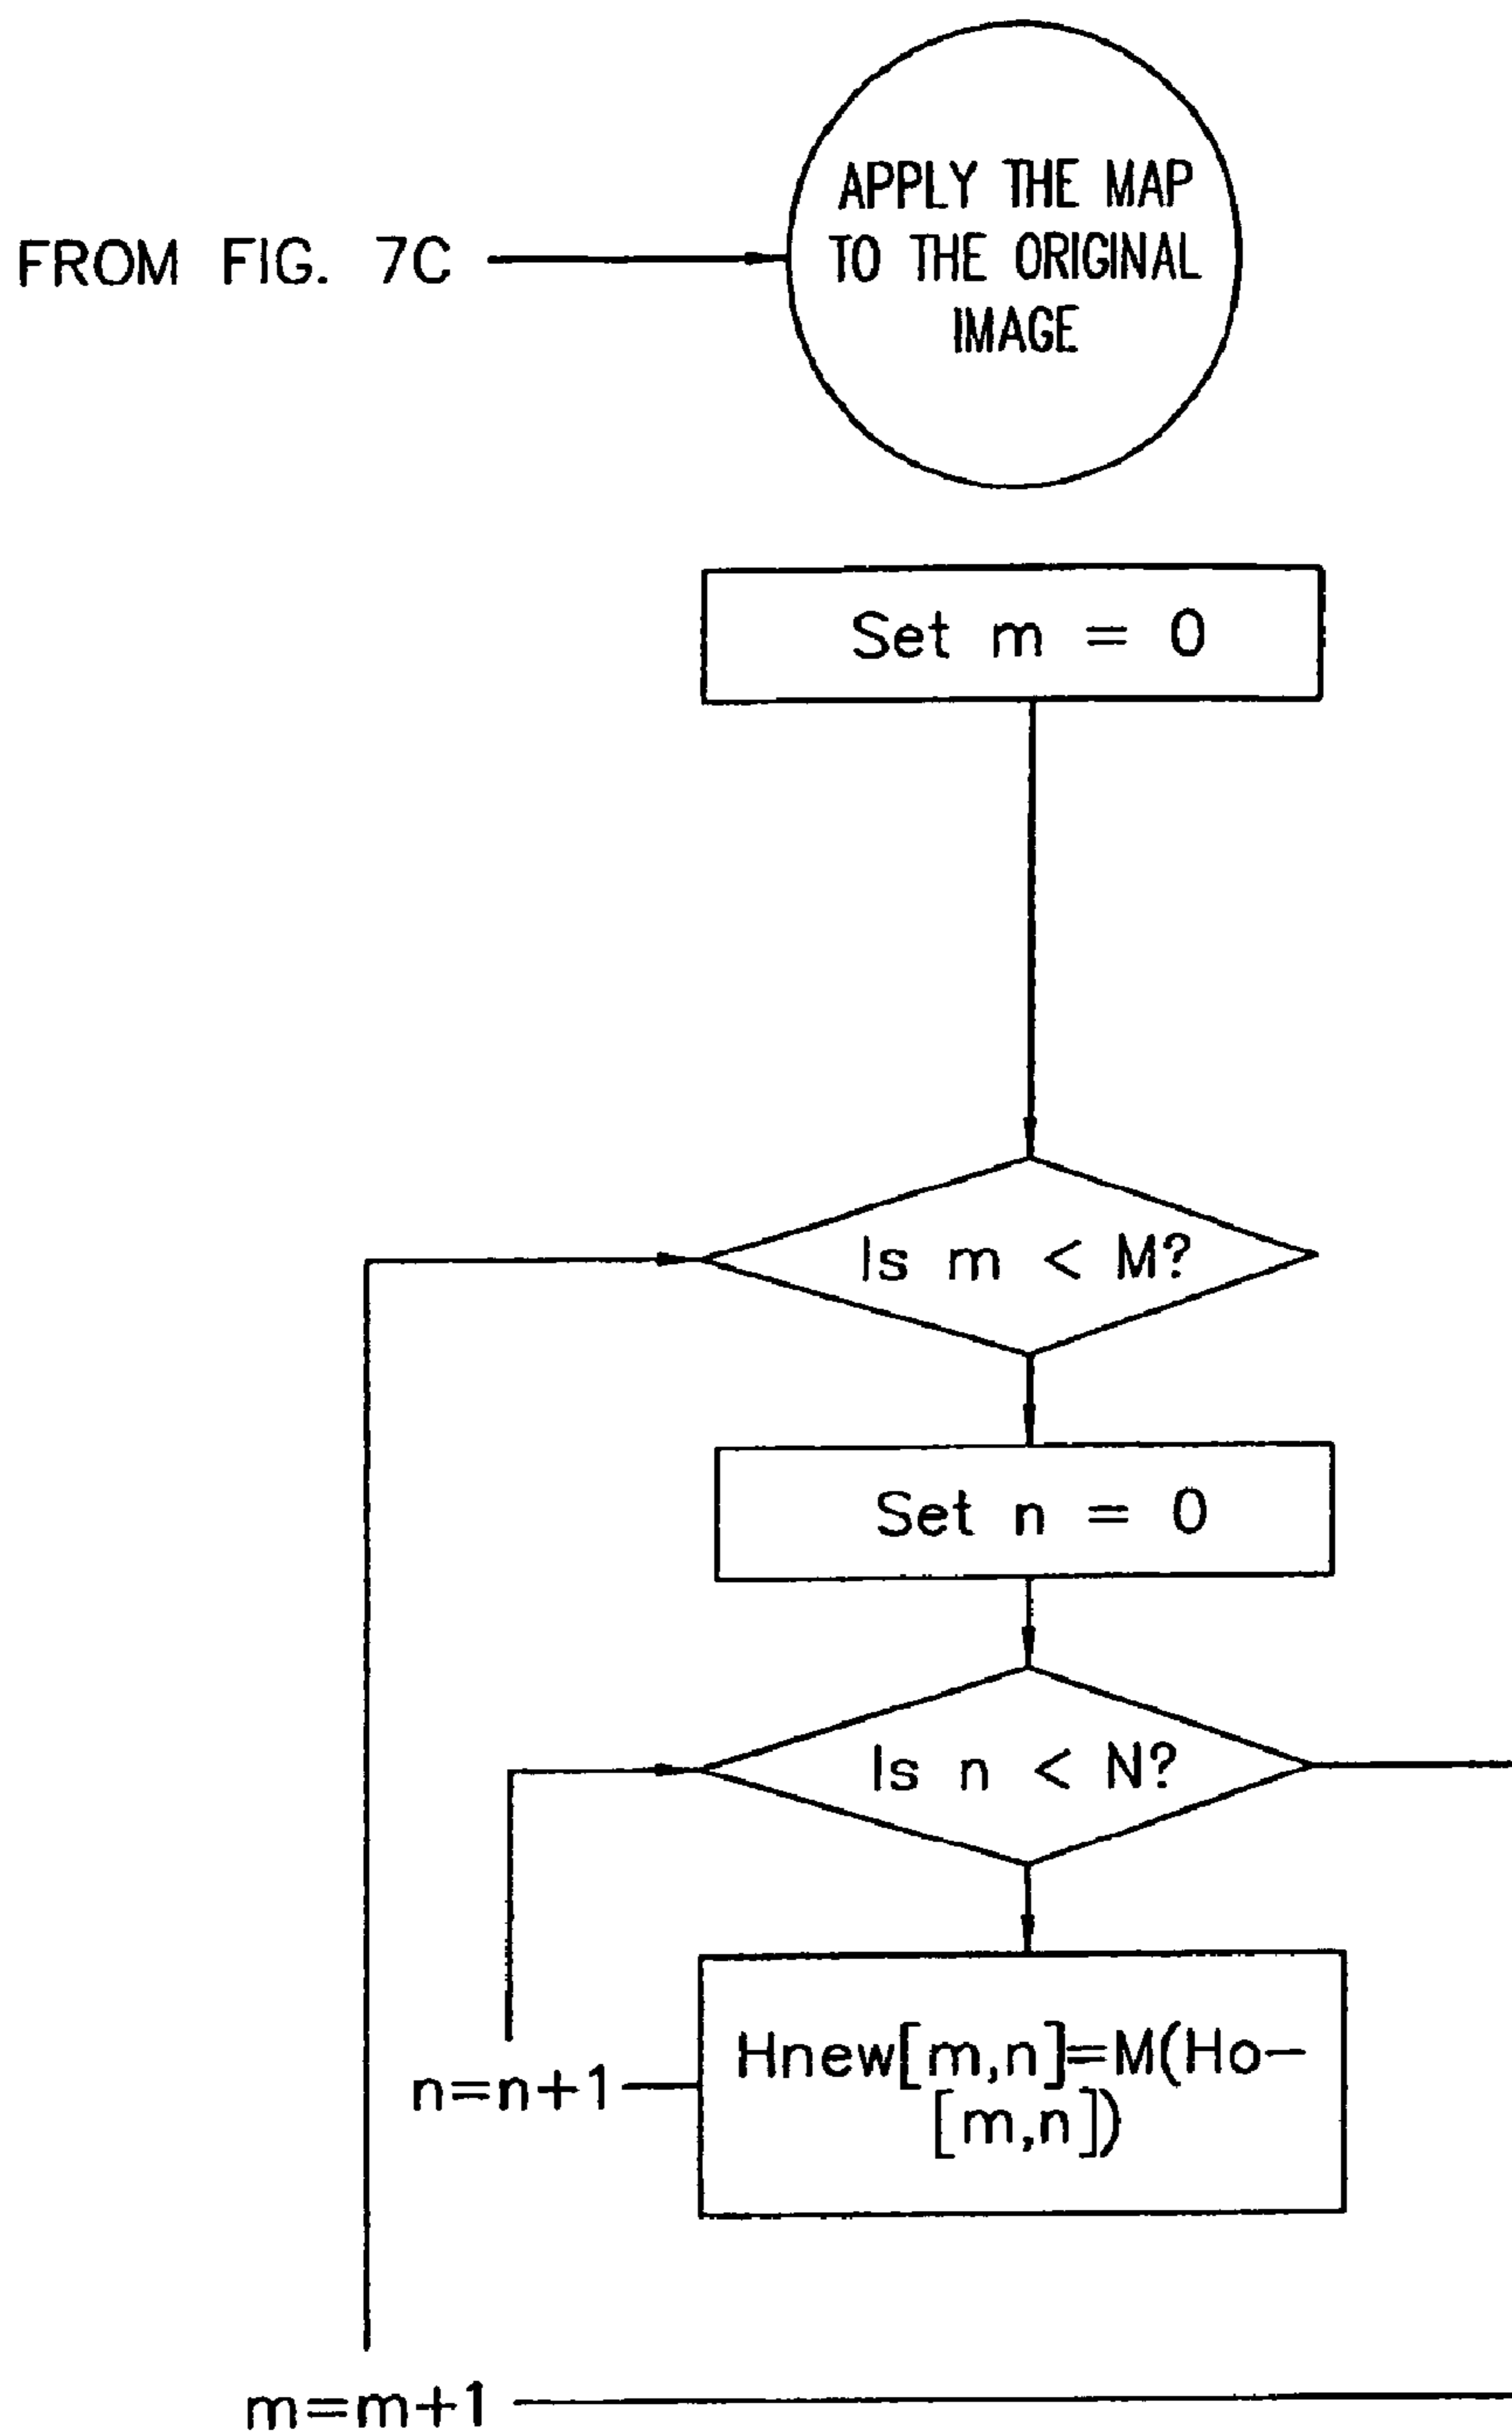 APPLY THE MAP
TO THE ORIGINAL
IMAGE
FROM FIG. 7C
Set m = 0
Is m < M?
Set n = 0
Is n < N?
Hnew[m,n]=M(Ho-
[m,n])
n=n+1
m=m+1